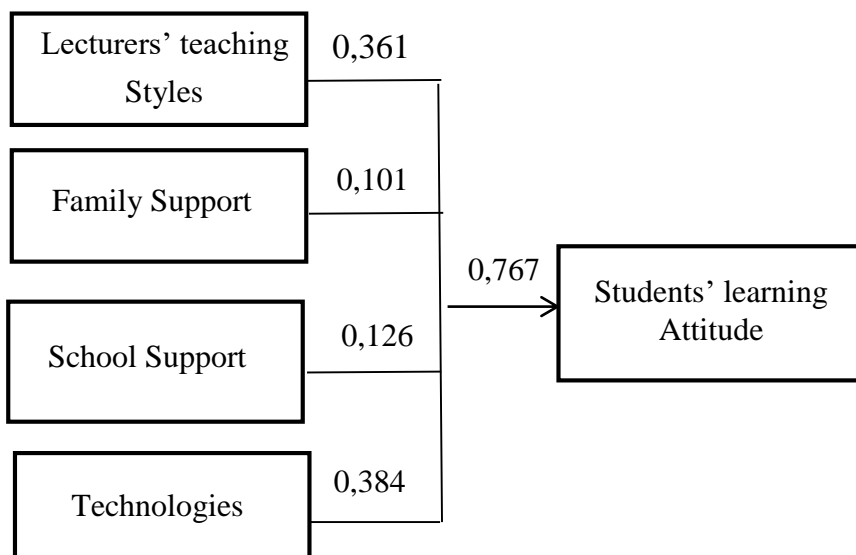 Lecturers’ teaching
Styles
0,361
Family Support
0,101
0,767
Students’ learning
Attitude
School Support
0,126
Technologies
0,384